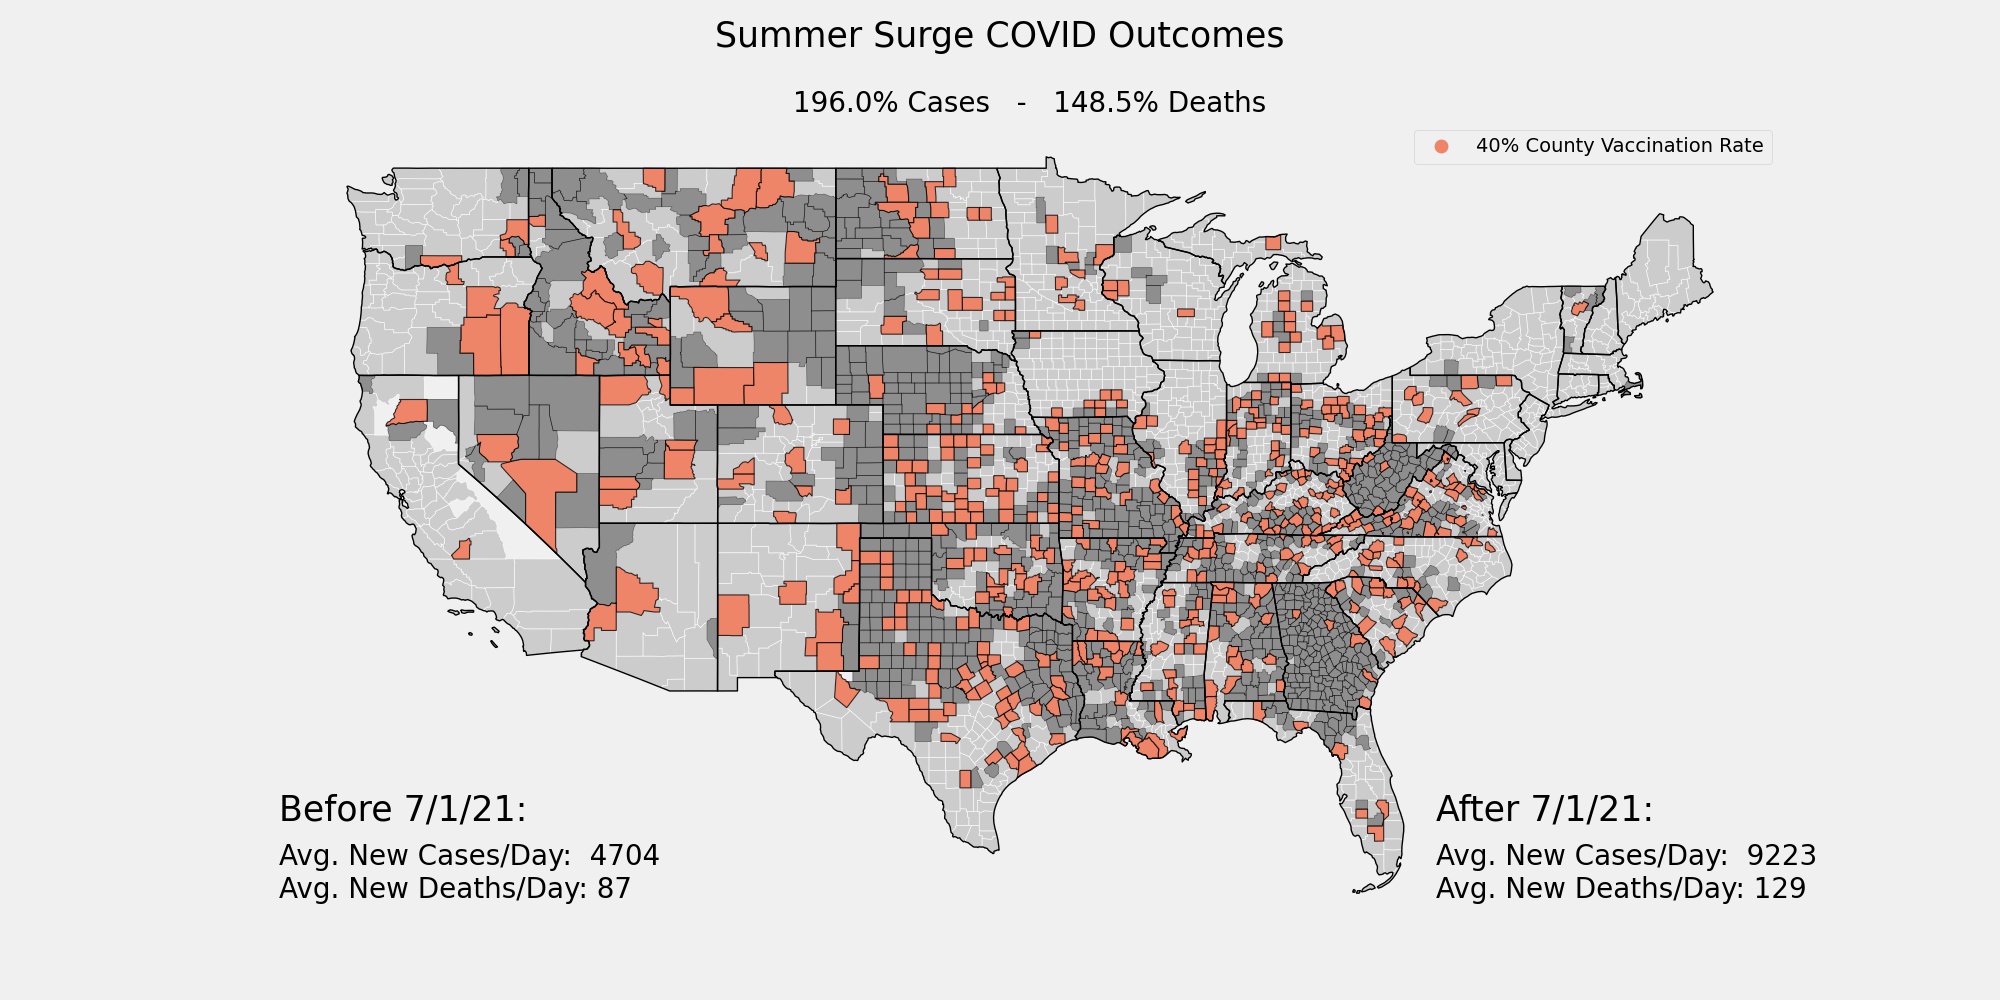 Summer Surge COVID Outcomes
196.0% Cases - 148.5% Deaths
40% County Vaccination Rate
Before 7/1/21:
Avg. New Cases/Day: 4704
Avg. New Deaths/Day: 87
After 7/1/21:
Avg. New Cases/Day: 9223
Avg. New Deaths/Day: 129